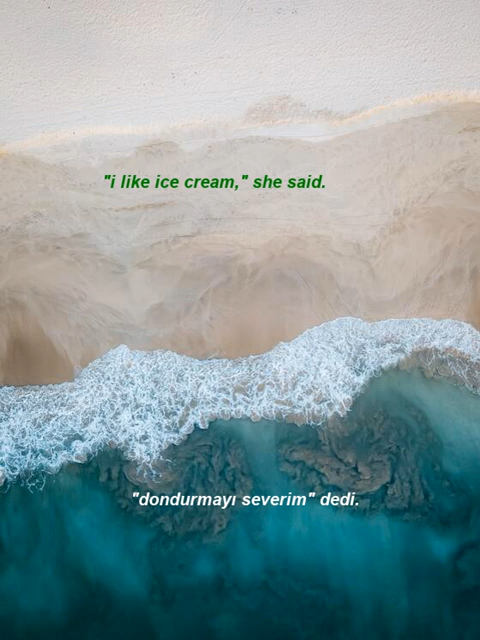 "i like ice cream," she said.
"dondurmayı severim" dedi.